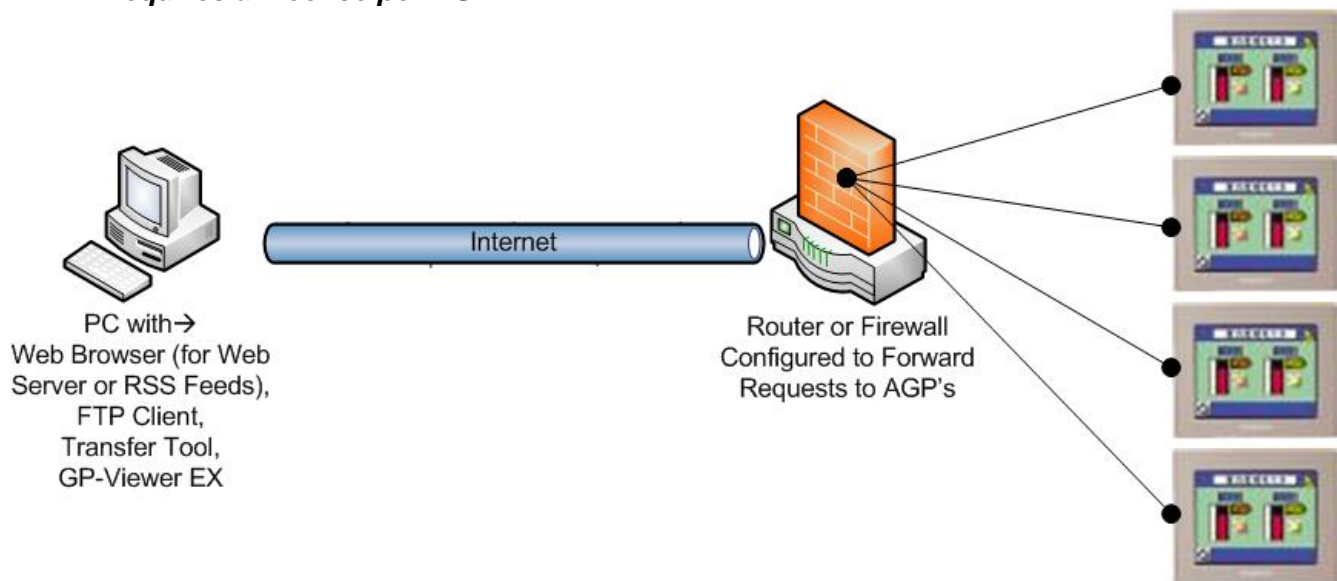 Internet
PC with→
Web Browser (for Web
Server or RSS Feeds),
FTP Client,
Transfer Tool,
GP-Viewer EX
Router or Firewall
Configured to Forward
Requests to AGP's